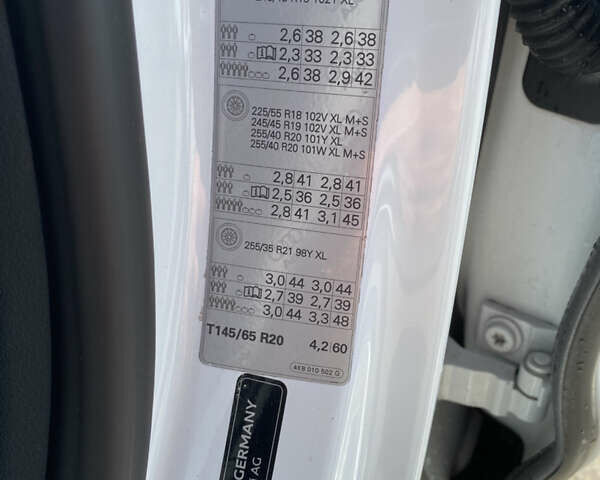 2,6 38 2,6 38
2,3 33 2,3 33
2,6 38 2,9 42
225/55 R18 102V XL M+S
245/45 R19 102V XL M+S
255/40 R20 101Y XL
255/40 R20 101W XL M+S
2,8 41 2,8 41
2,5 36 2,5 36
2,8 41 3,1 45
255/35 R21 98Y XL
3,0 44 3,0 44
2,7 39 2,7 39
3,0 44 3,3 48
T145/65 R20 4,2 60
4K8 010 502 G
GERMANY
AG